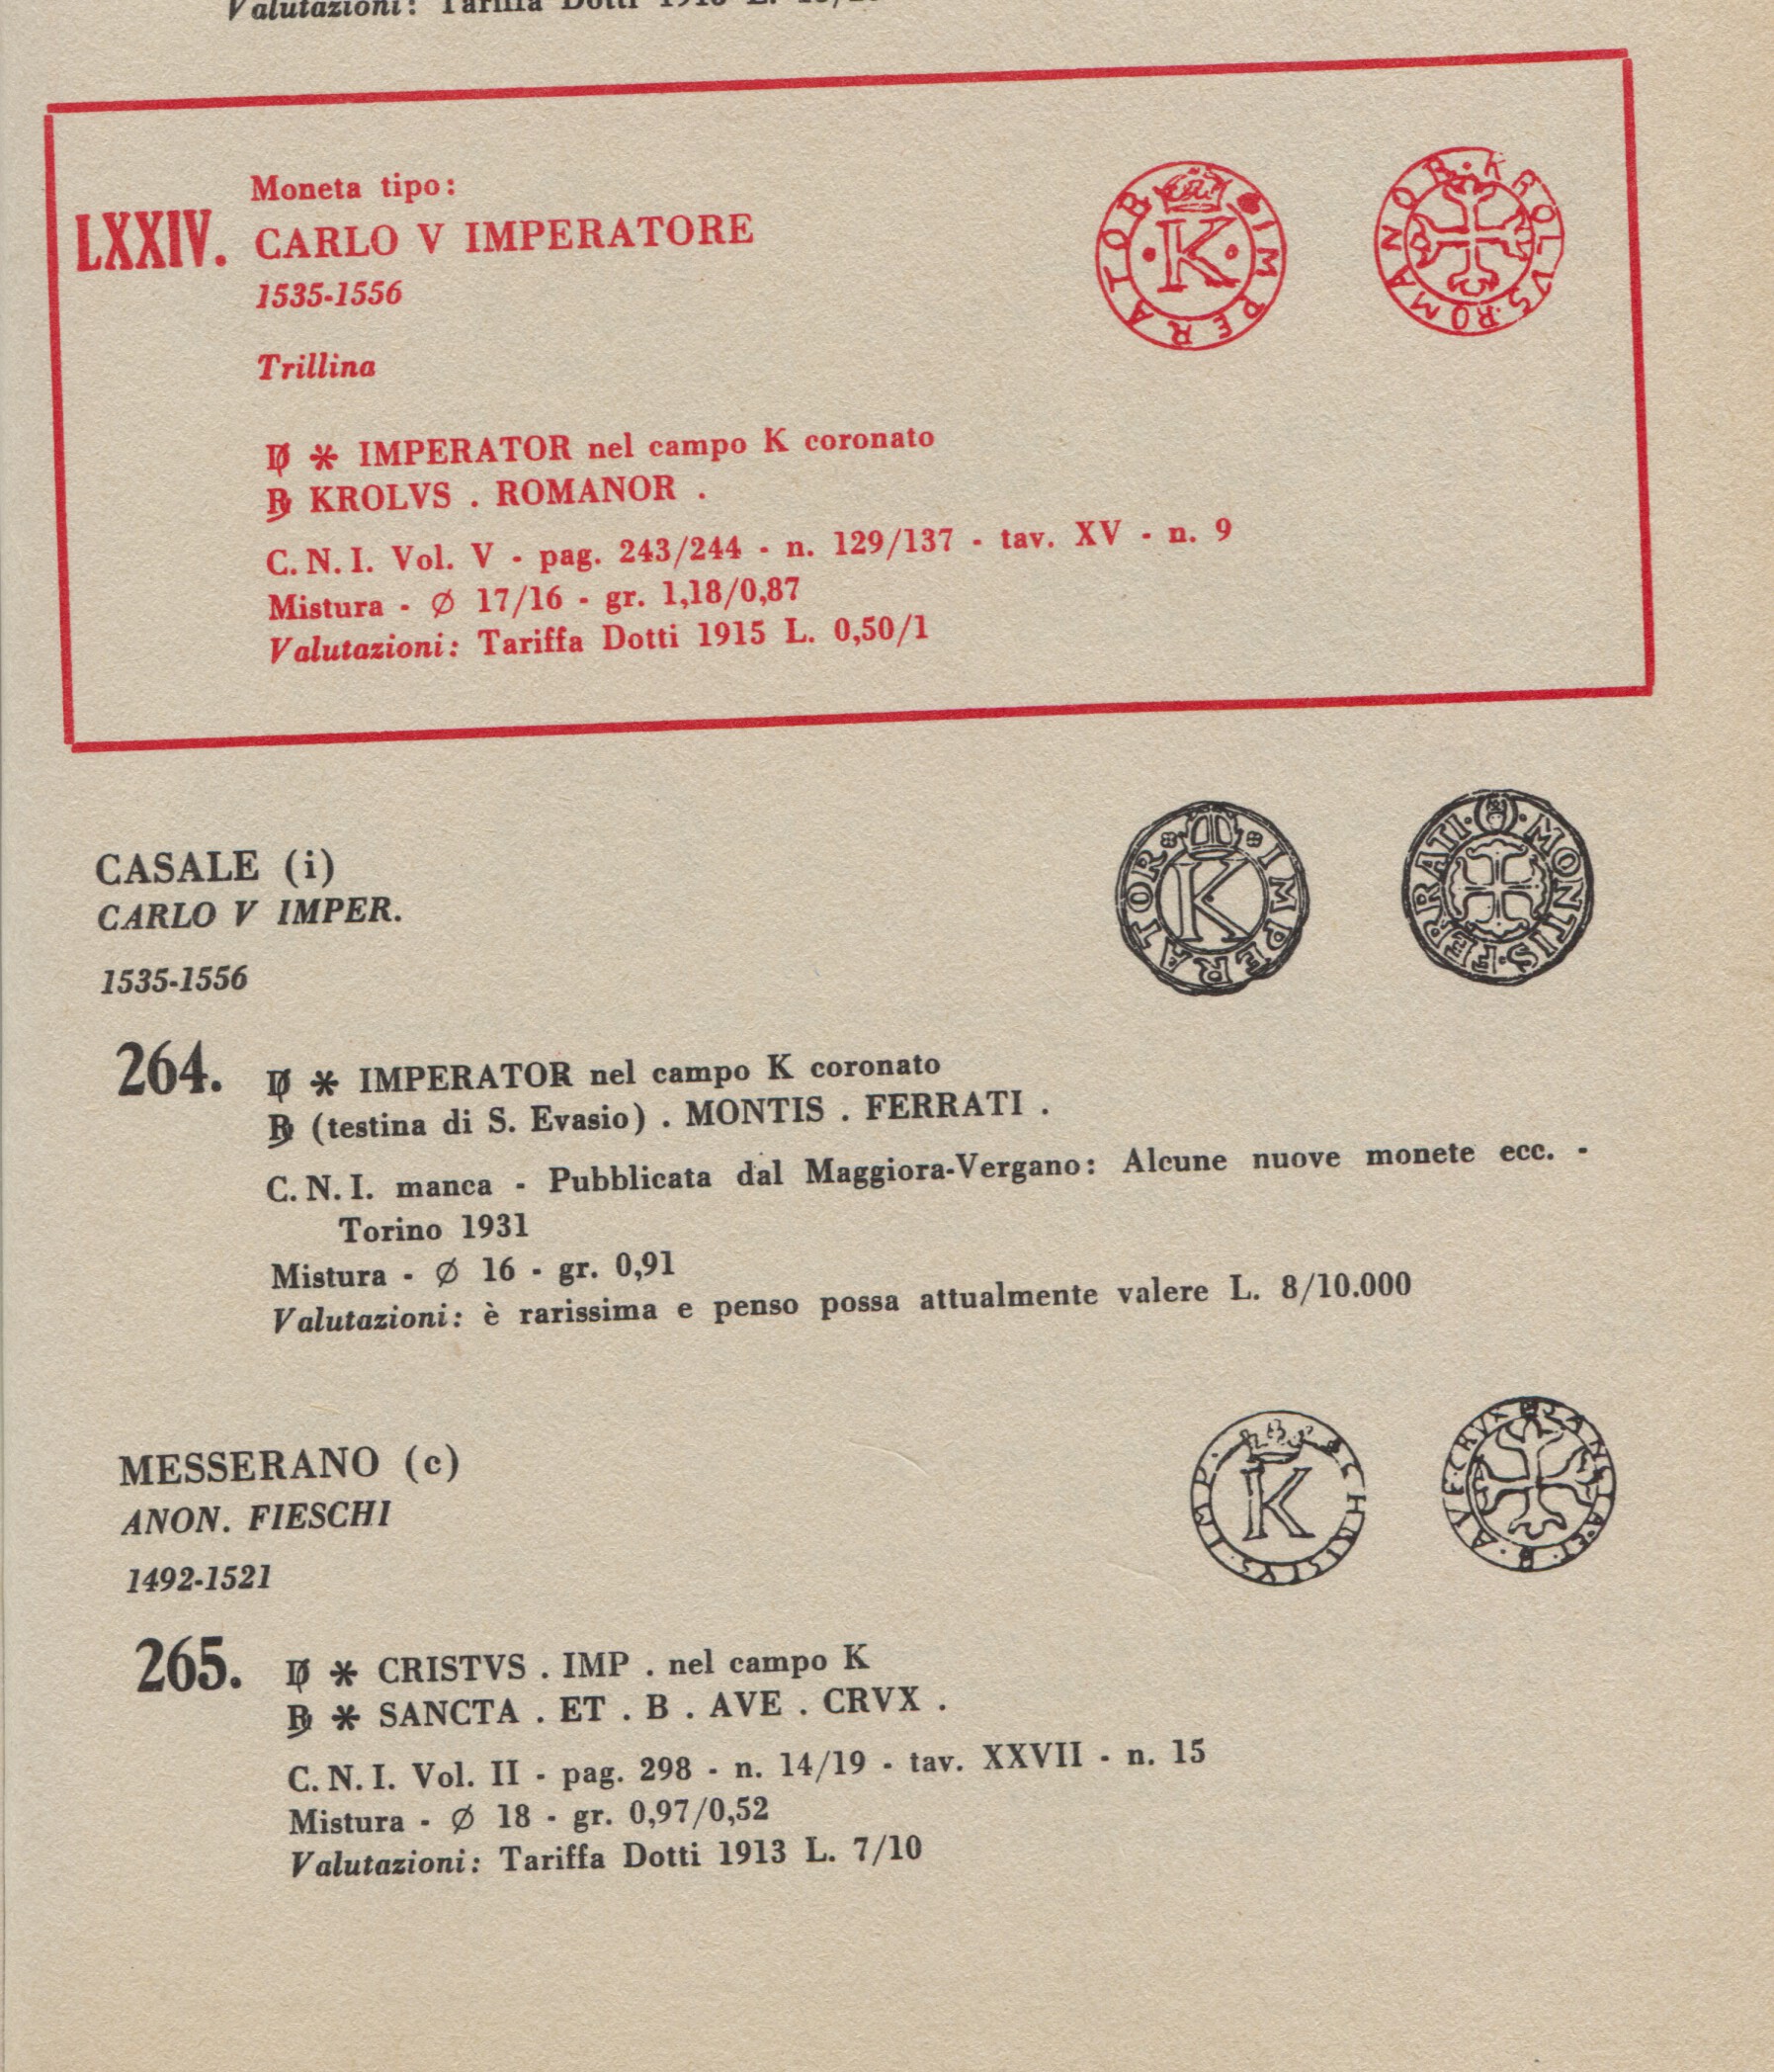 Valutazioni: Tariffa Dotti
Moneta tipo:
LXXIV. CARLO V IMPERATORE
1535-1556
Trillina
IMPERATOR
KROLVS . ROMANOR .
D/ * IMPERATOR nel campo K coronato
R/ KROLVS . ROMANOR .
C. N. I. Vol. V - pag. 243/244 - n. 129/137 - tav. XV - n. 9
Mistura - Ø 17/16 - gr. 1,18/0,87
Valutazioni: Tariffa Dotti 1915 L. 0,50/1
IMPERATOR
K
MONTIS · FERRATI ·
CASALE (i)
CARLO V IMPER.
1535-1556
264. D/ * IMPERATOR nel campo K coronato
R/ (testina di S. Evasio) . MONTIS . FERRATI .
C. N. I. manca - Pubblicata dal Maggiora-Vergano: Alcune nuove monete ecc. -
Torino 1931
Mistura - Ø 16 - gr. 0,91
Valutazioni: è rarissima e penso possa attualmente valere L. 8/10.000
K
MESSERANO (c)
ANON. FIESCHI
1492-1521
265. D/ * CRISTVS . IMP . nel campo K
R/ * SANCTA . ET . B . AVE . CRVX .
C. N. I. Vol. II - pag. 298 - n. 14/19 - tav. XXVII - n. 15
Mistura - Ø 18 - gr. 0,97/0,52
Valutazioni: Tariffa Dotti 1913 L. 7/10